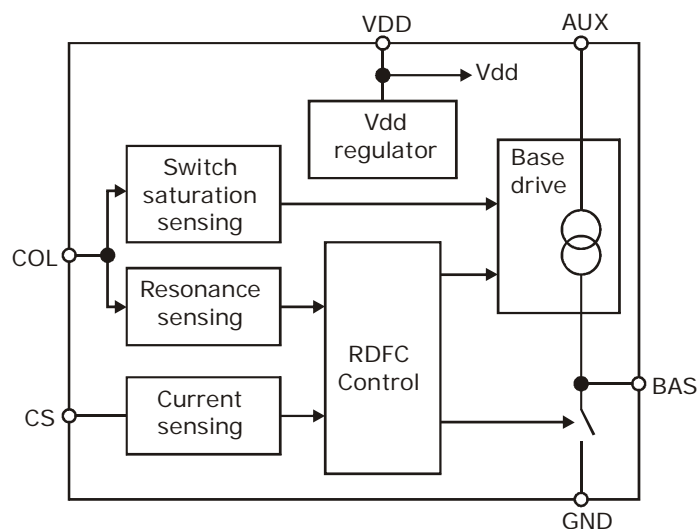 VDD
AUX
Vdd
Vdd
regulator
Base
drive
Switch
saturation
sensing
COL
Resonance
sensing
RDFC
Control
BAS
CS
Current
sensing
GND